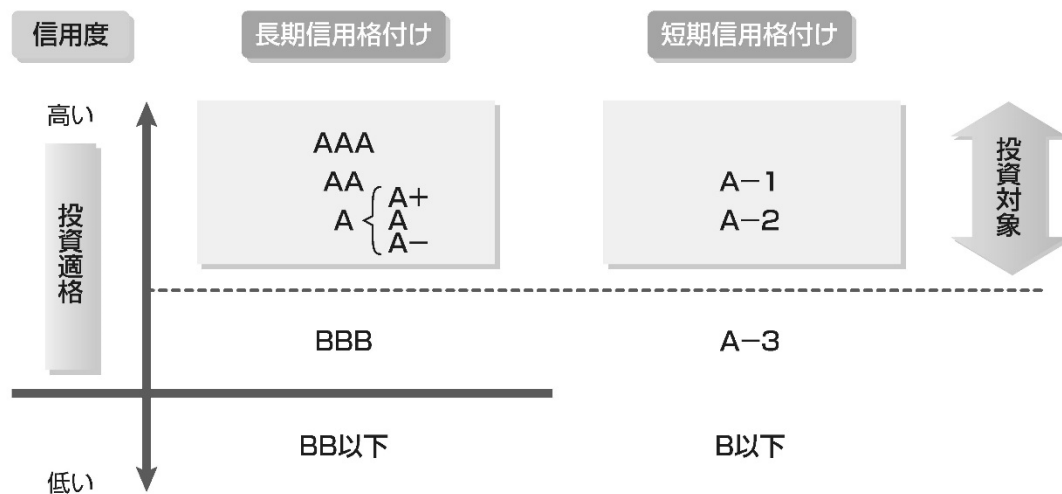 信用度
長期信用格付け
短期信用格付け
高い
投資適格
AAA
AA
A
A+
A
A−
A−1
A−2
投資対象
BBB
A−3
BB以下
B以下
低い